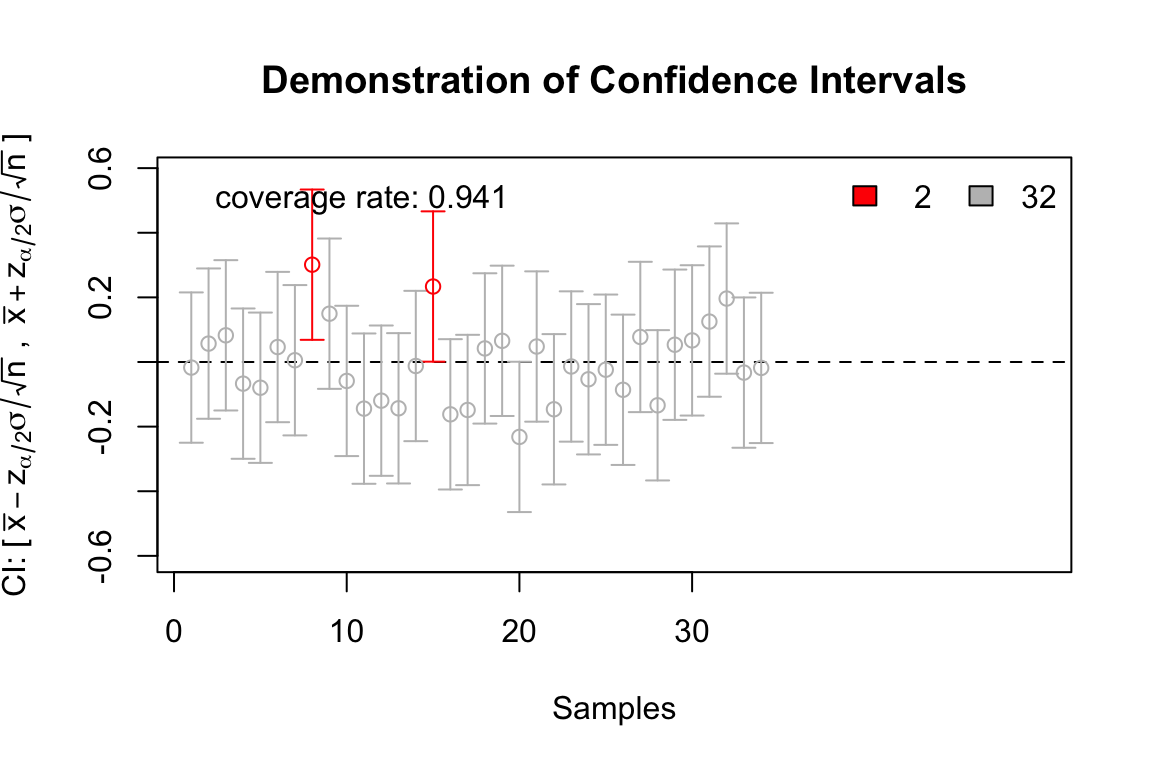 Demonstration of Confidence Intervals
CI: [ x̅ − z_{α/2}σ/√n , x̅ + z_{α/2}σ/√n ]
0.6
0.2
-0.2
-0.6
coverage rate: 0.941
2
32
0 10 20 30
Samples